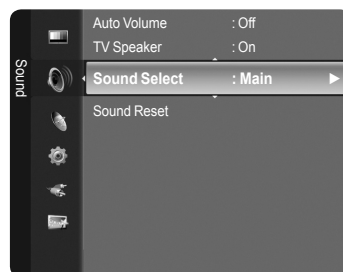 Sound
Auto Volume : Off
TV Speaker : On
Sound Select : Main
Sound Reset